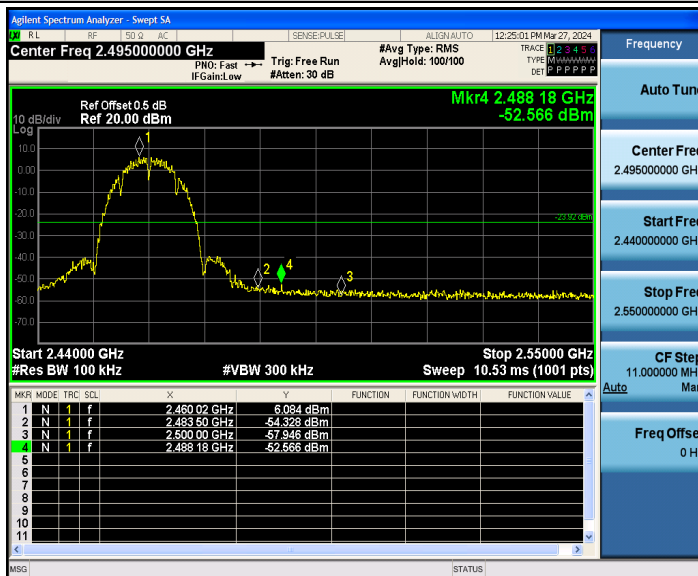 Agilent Spectrum Analyzer - Swept SA
LXI RL RF 50 Ω AC SENSE:PULSE ALIGN AUTO 12:25:01 PM Mar 27, 2024
Center Freq 2.495000000 GHz
PNO: Fast
IFGain:Low
Trig: Free Run
#Atten: 30 dB
#Avg Type: RMS
Avg|Hold: 100/100
TRACE 1 2 3 4 5 6
TYPE M
DET P P P P P P
Frequency
Auto Tune
Center Freq
2.495000000 GH
Start Freq
2.440000000 GH
Stop Freq
2.550000000 GH
CF Step
11.000000 MH
Auto Man
Freq Offset
0 H
Ref Offset 0.5 dB
10 dB/div Ref 20.00 dBm
Log
Mkr4 2.488 18 GHz
-52.566 dBm
10.0
0.00
-10.0
-20.0
-30.0
-40.0
-50.0
-60.0
-70.0
1
2
4
3
-23.92 dBm
Start 2.44000 GHz Stop 2.55000 GHz
#Res BW 100 kHz #VBW 300 kHz Sweep 10.53 ms (1001 pts)
MKR MODE TRC SCL X Y FUNCTION FUNCTION WIDTH FUNCTION VALUE
1 N 1 f 2.460 02 GHz 6.084 dBm
2 N 1 f 2.483 50 GHz -54.328 dBm
3 N 1 f 2.500 00 GHz -57.946 dBm
4 N 1 f 2.488 18 GHz -52.566 dBm
5
6
7
8
9
10
11
MSG STATUS